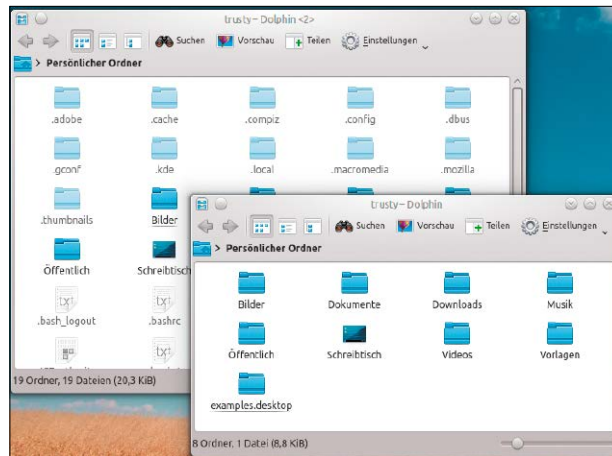 trusty – Dolphin <2>
Suchen Vorschau Teilen Einstellungen
> Persönlicher Ordner
.adobe .cache .compiz .config .dbus
.gconf .kde .local .macromedia .mozilla
.thumbnails Bilder
Öffentlich Schreibtisch
.bash_logout .bashrc
19 Ordner, 19 Dateien (20,3 KiB)
trusty – Dolphin
Suchen Vorschau Teilen Einstellungen
> Persönlicher Ordner
Bilder Dokumente Downloads Musik
Öffentlich Schreibtisch Videos Vorlagen
examples.desktop
8 Ordner, 1 Datei (8,8 KiB)